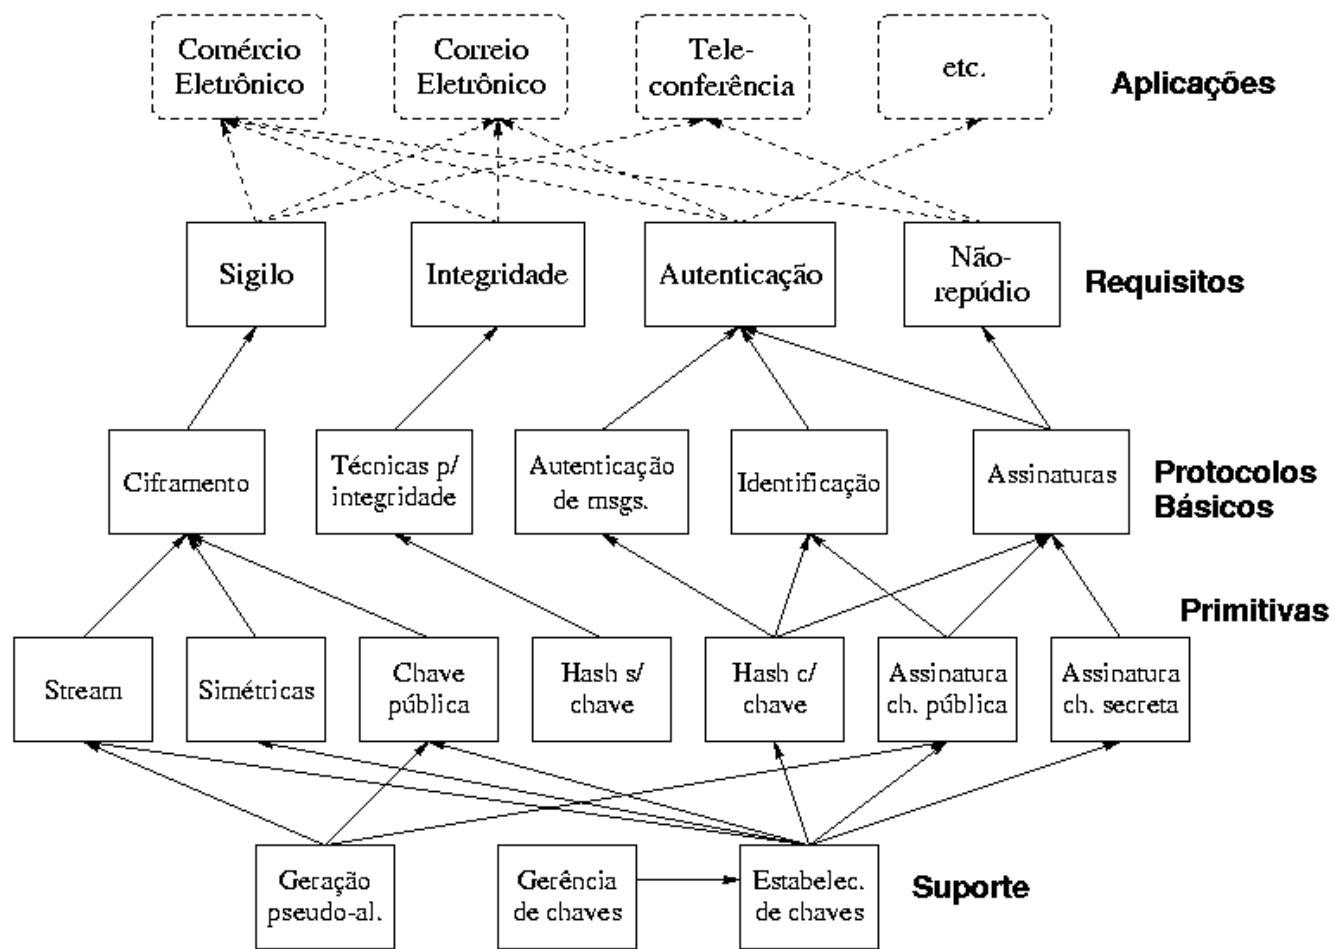 Comércio
Eletrônico
Correio
Eletrônico
Tele-
conferência
etc.
Aplicações
Sigilo
Integridade
Autenticação
Não-
repúdio
Requisitos
Ciframento
Técnicas p/
integridade
Autenticação
de msgs.
Identificação
Assinaturas
Protocolos
Básicos
Primitivas
Stream
Simétricas
Chave
pública
Hash s/
chave
Hash c/
chave
Assinatura
ch. pública
Assinatura
ch. secreta
Geração
pseudo-al.
Gerência
de chaves
Estabelec.
de chaves
Suporte